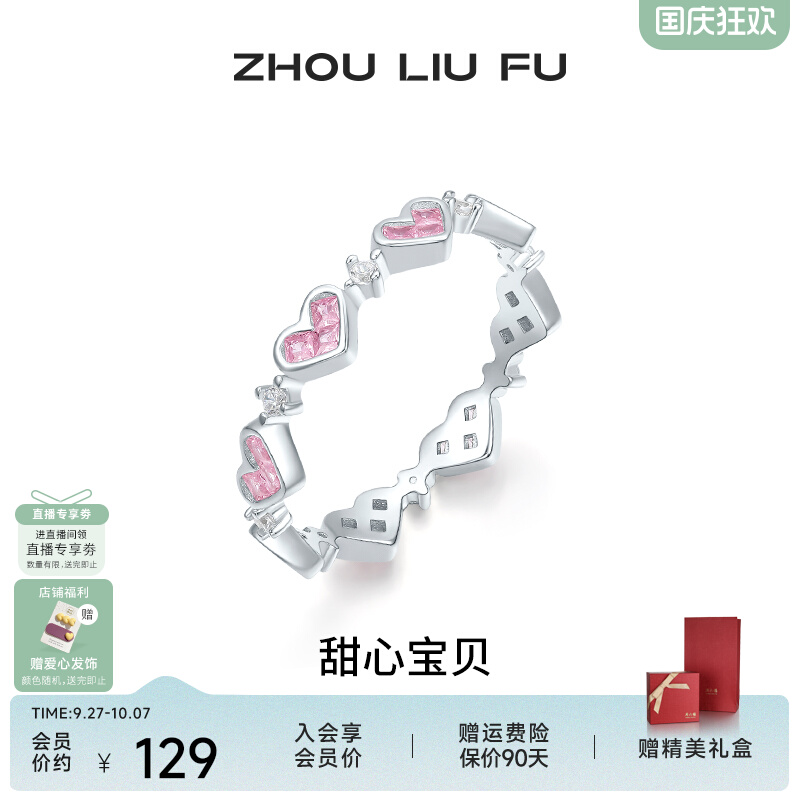 国庆狂欢
ZHOU LIU FU
直播专享券
进直播间领
直播专享券
数量有限,送完即止
店铺福利
赠
赠爱心发饰
颜色随机,送完即止
甜心宝贝
TIME:9.27-10.07
会员
价约
¥
129
入会享
会员价
赠运费险
保价90天
赠精美礼盒